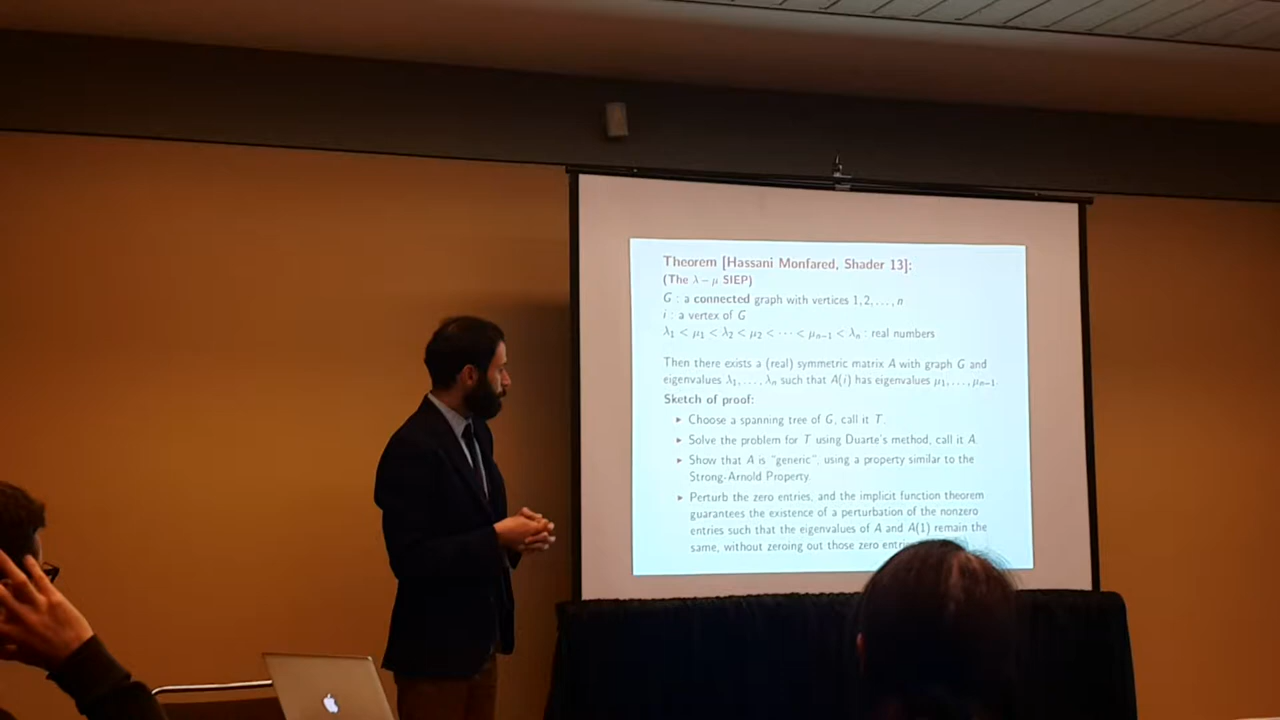 Theorem [Hassani Monfared, Shader 13]:
(The λ − μ SIEP)
G : a connected graph with vertices 1, 2, . . . , n
i : a vertex of G
λ₁ < μ₁ < λ₂ < μ₂ < · · · < μₙ₋₁ < λₙ : real numbers
Then there exists a (real) symmetric matrix A with graph G and
eigenvalues λ₁, . . . , λₙ such that A(i) has eigenvalues μ₁, . . . , μₙ₋₁.
Sketch of proof:
▸ Choose a spanning tree of G, call it T.
▸ Solve the problem for T using Duarte's method, call it A.
▸ Show that A is "generic", using a property similar to the
Strong-Arnold Property.
▸ Perturb the zero entries, and the implicit function theorem
guarantees the existence of a perturbation of the nonzero
entries such that the eigenvalues of A and A(1) remain the
same, without zeroing out those zero